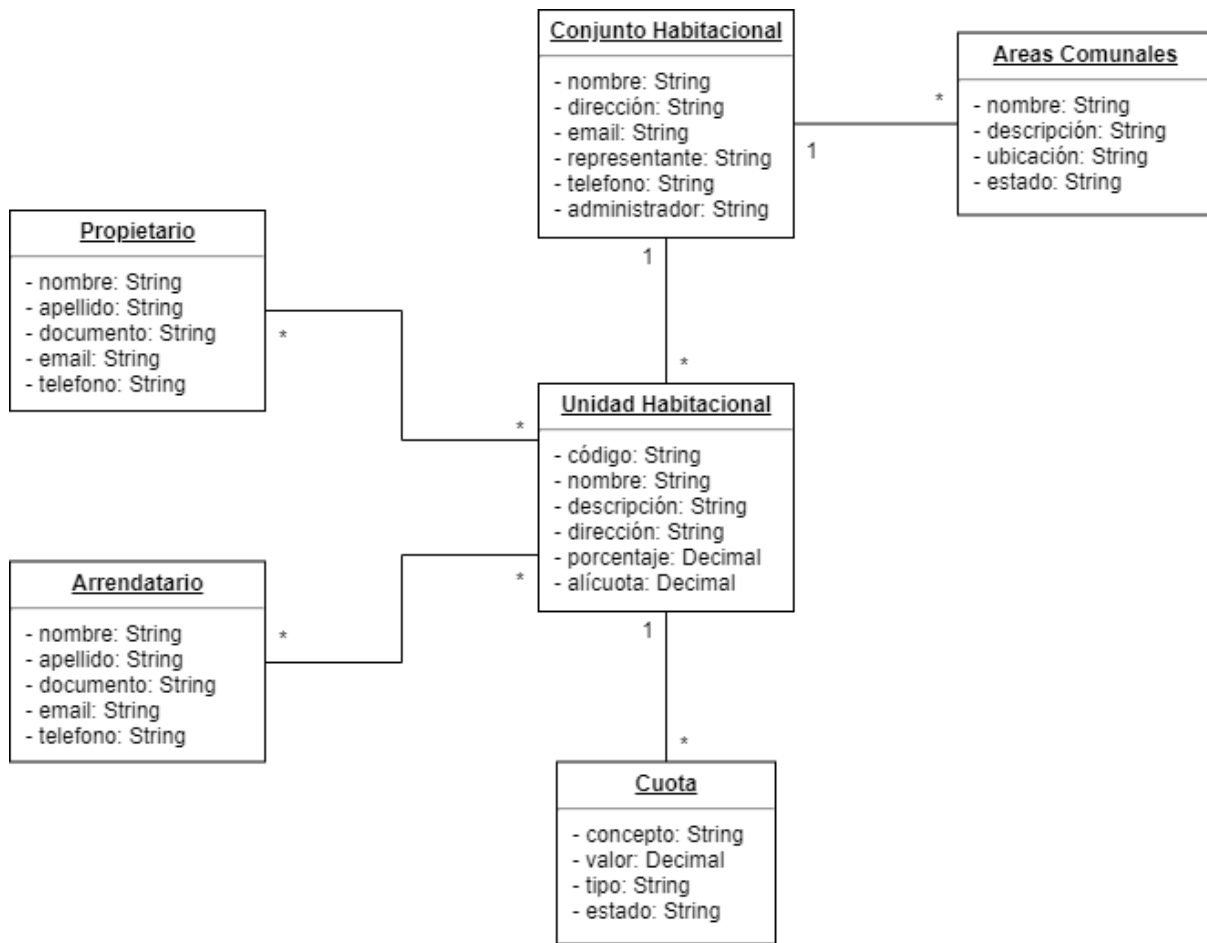 Conjunto Habitacional
- nombre: String
- dirección: String
- email: String
- representante: String
- telefono: String
- administrador: String
Areas Comunales
- nombre: String
- descripción: String
- ubicación: String
- estado: String
*
1
1
*
Propietario
- nombre: String
- apellido: String
- documento: String
- email: String
- telefono: String
*
*
Unidad Habitacional
- código: String
- nombre: String
- descripción: String
- dirección: String
- porcentaje: Decimal
- alícuota: Decimal
Arrendatario
- nombre: String
- apellido: String
- documento: String
- email: String
- telefono: String
*
*
1
*
Cuota
- concepto: String
- valor: Decimal
- tipo: String
- estado: String